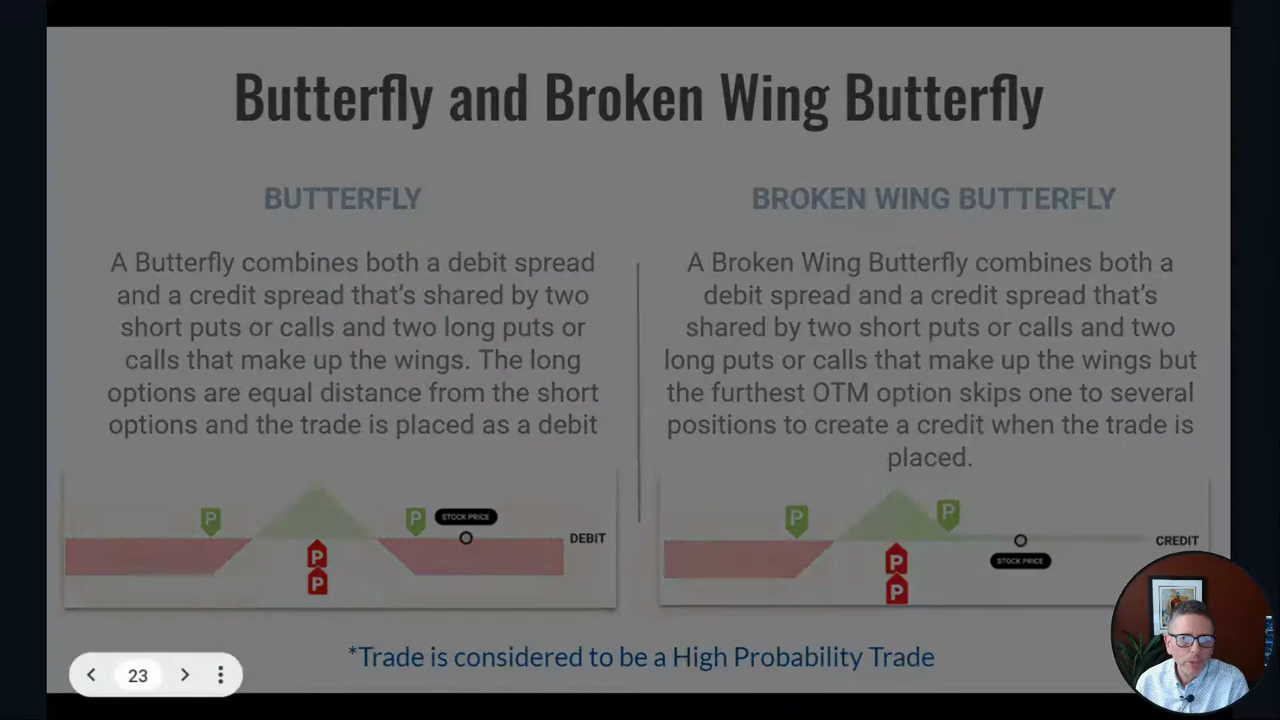 Butterfly and Broken Wing Butterfly
BUTTERFLY
A Butterfly combines both a debit spread
and a credit spread that's shared by two
short puts or calls and two long puts or
calls that make up the wings. The long
options are equal distance from the short
options and the trade is placed as a debit
P
P
STOCK PRICE
DEBIT
P
P
BROKEN WING BUTTERFLY
A Broken Wing Butterfly combines both a
debit spread and a credit spread that's
shared by two short puts or calls and two
long puts or calls that make up the wings but
the furthest OTM option skips one to several
positions to create a credit when the trade is
placed.
P
P
CREDIT
STOCK PRICE
P
P
*Trade is considered to be a High Probability Trade
23